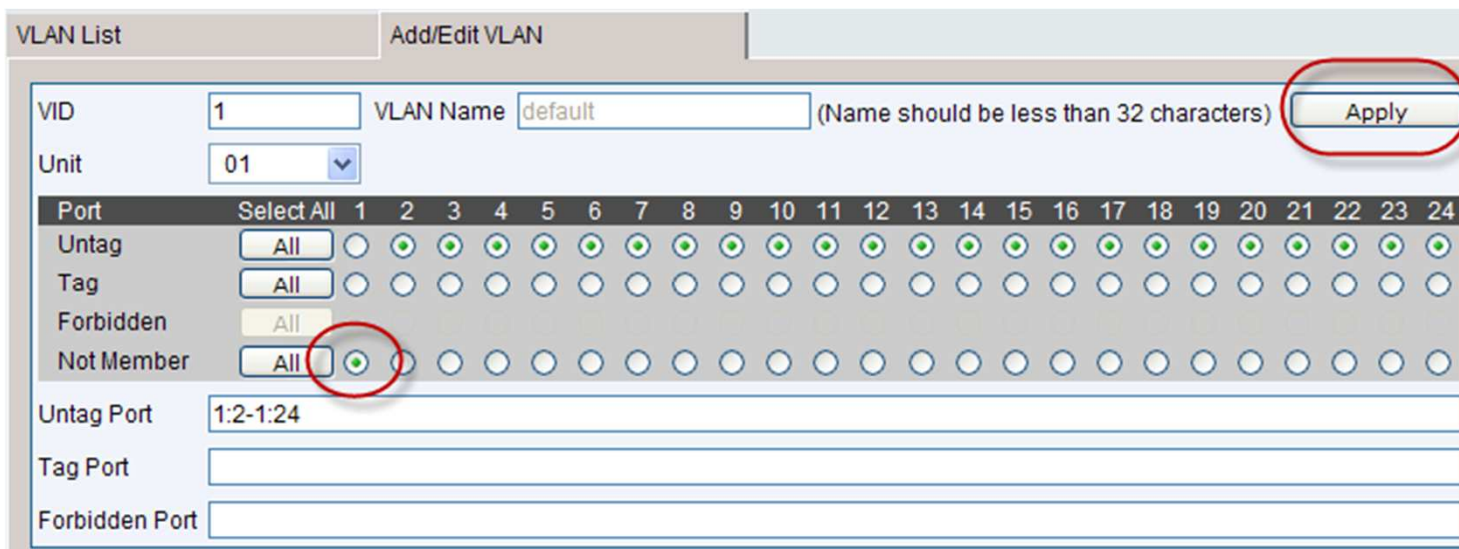 VLAN List Add/Edit VLAN
VID 1 VLAN Name default (Name should be less than 32 characters) Apply
Unit 01
Port Select All 1 2 3 4 5 6 7 8 9 10 11 12 13 14 15 16 17 18 19 20 21 22 23 24
Untag All
Tag All
Forbidden All
Not Member All
Untag Port 1:2-1:24
Tag Port
Forbidden Port